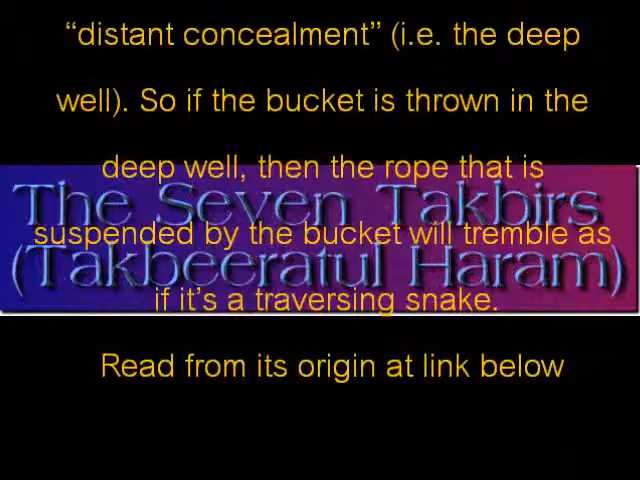 “distant concealment” (i.e. the deep
well). So if the bucket is thrown in the
deep well, then the rope that is
The Seven Takbirs
suspended by the bucket will tremble as
(Takbeeratul Haram)
if it’s a traversing snake.
Read from its origin at link below